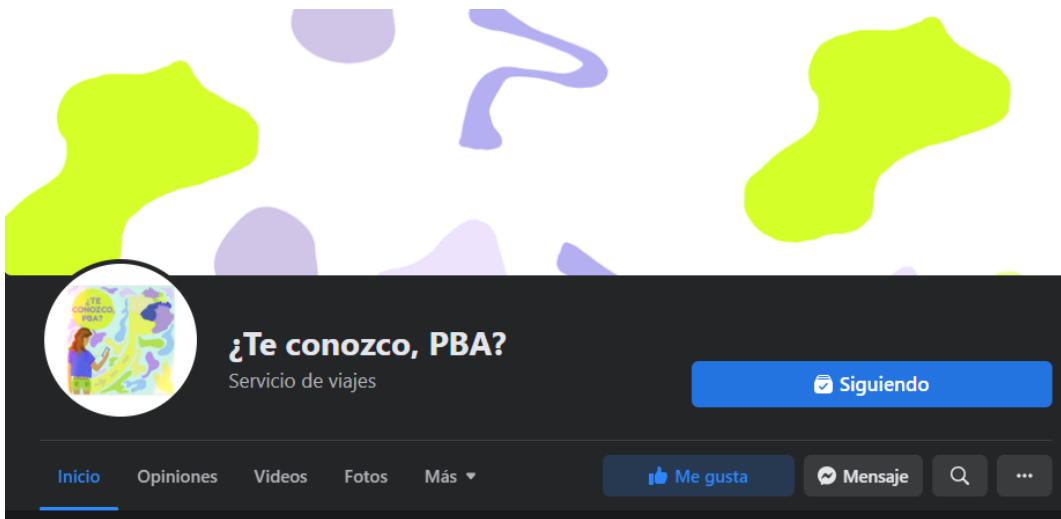 ¿TE
CONOZCO,
PBA?
¿Te conozco, PBA?
Servicio de viajes
Siguiendo
Inicio
Opiniones
Videos
Fotos
Más
Me gusta
Mensaje